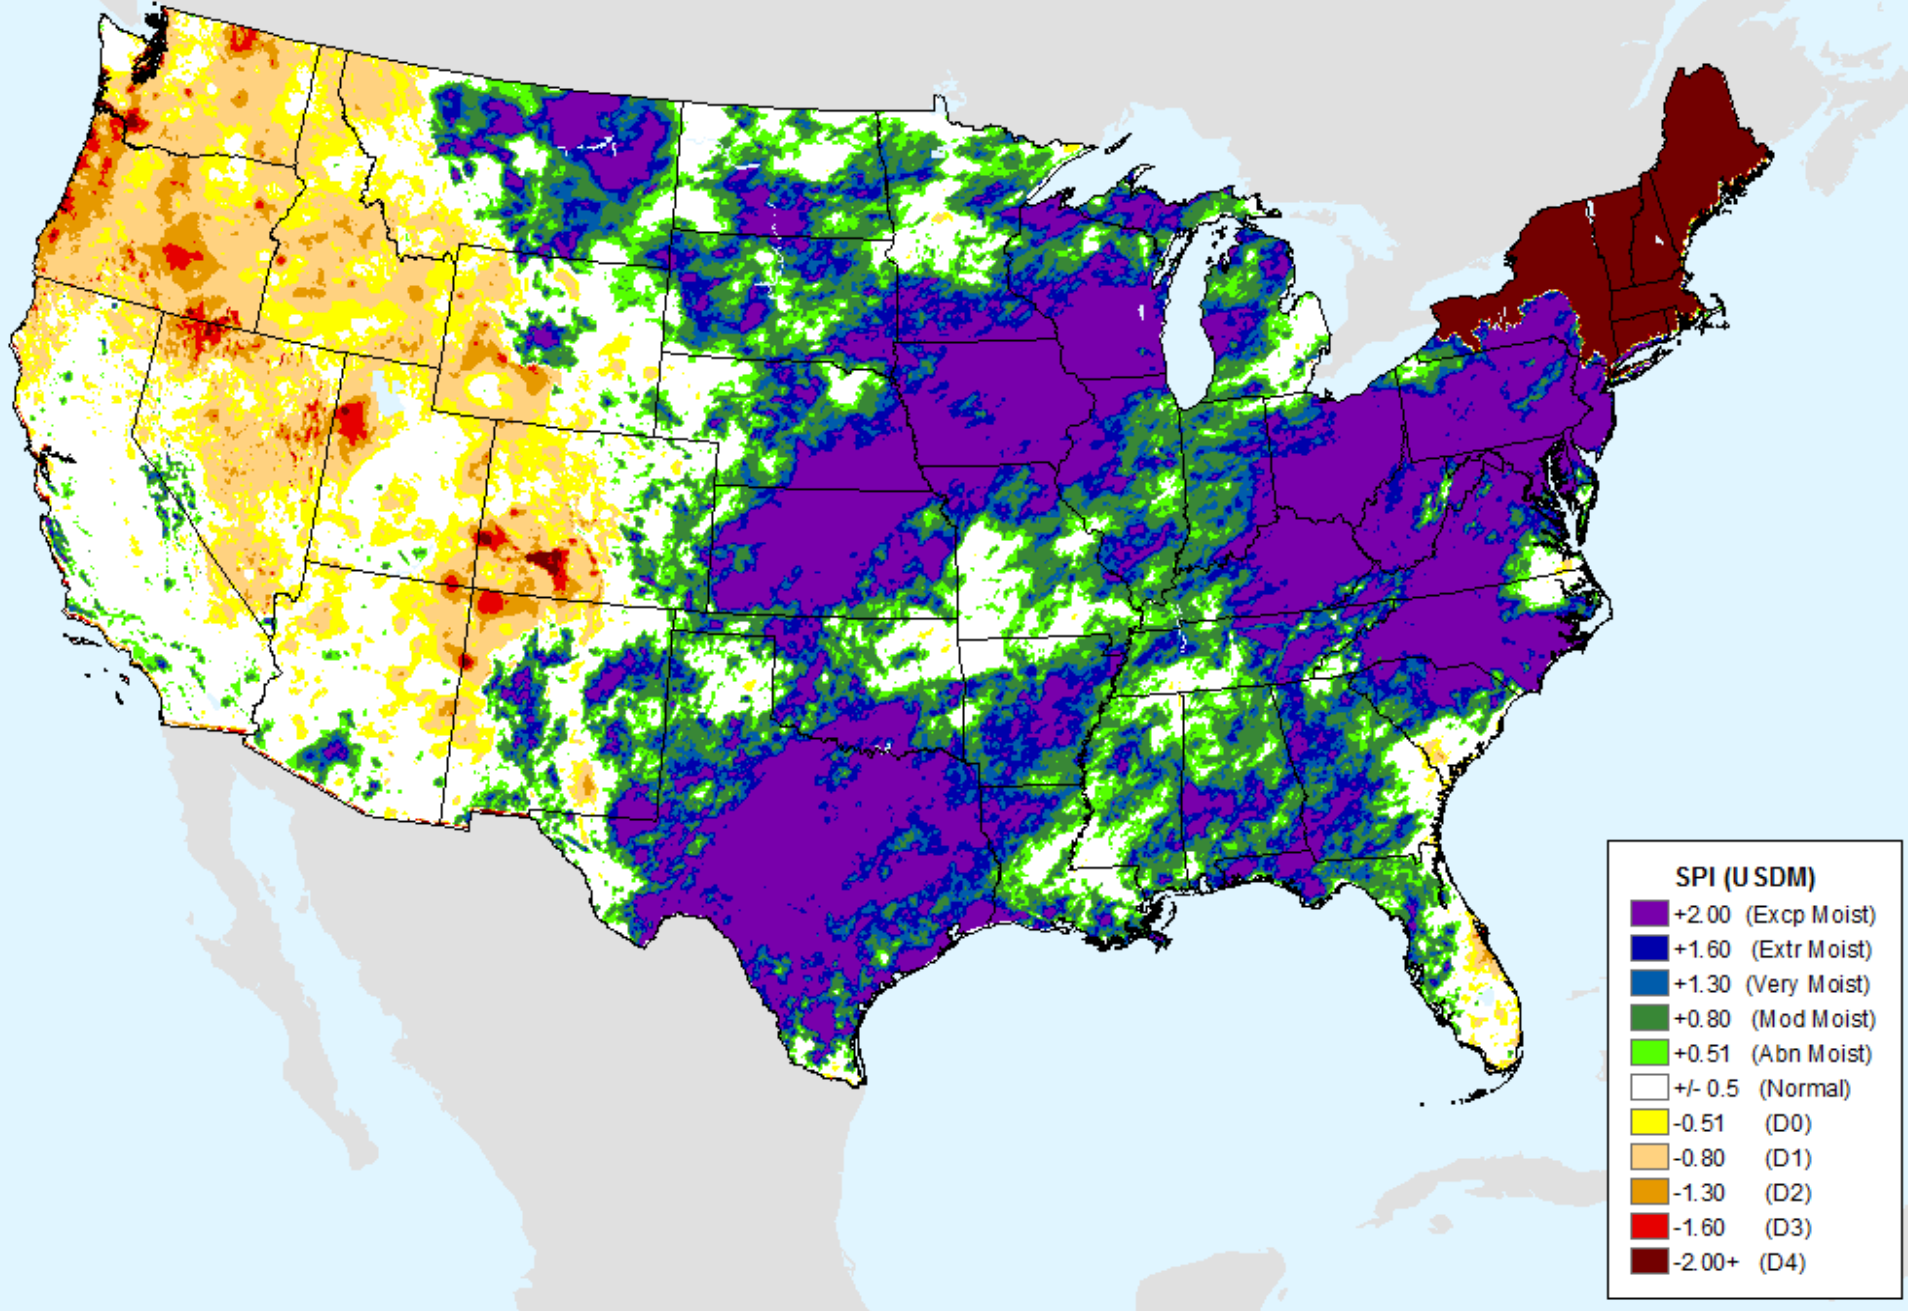 SPI (USDM)
+2.00 (Excp Moist)
+1.60 (Extr Moist)
+1.30 (Very Moist)
+0.80 (Mod Moist)
+0.51 (Abn Moist)
+/- 0.5 (Normal)
-0.51 (D0)
-0.80 (D1)
-1.30 (D2)
-1.60 (D3)
-2.00+ (D4)